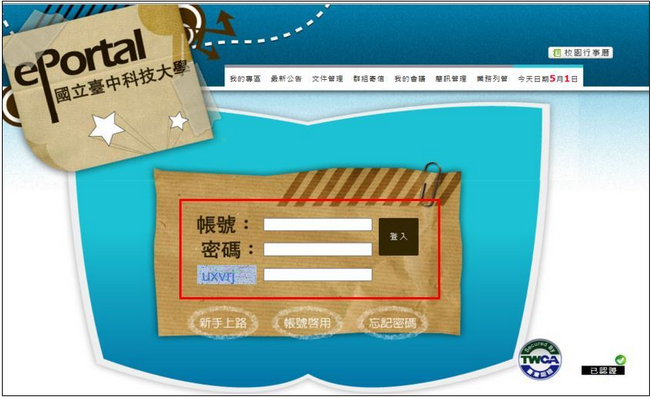 ePortal
國立臺中科技大學
校園行事曆
我的專區 最新公告 文件管理 群組寄信 我的會議 簡訊管理 業務列管 今天日期5月1日
帳號：
密碼： 登入
uxvrj
新手上路 帳號啓用 忘記密碼
Secured By
TWCA
已認證